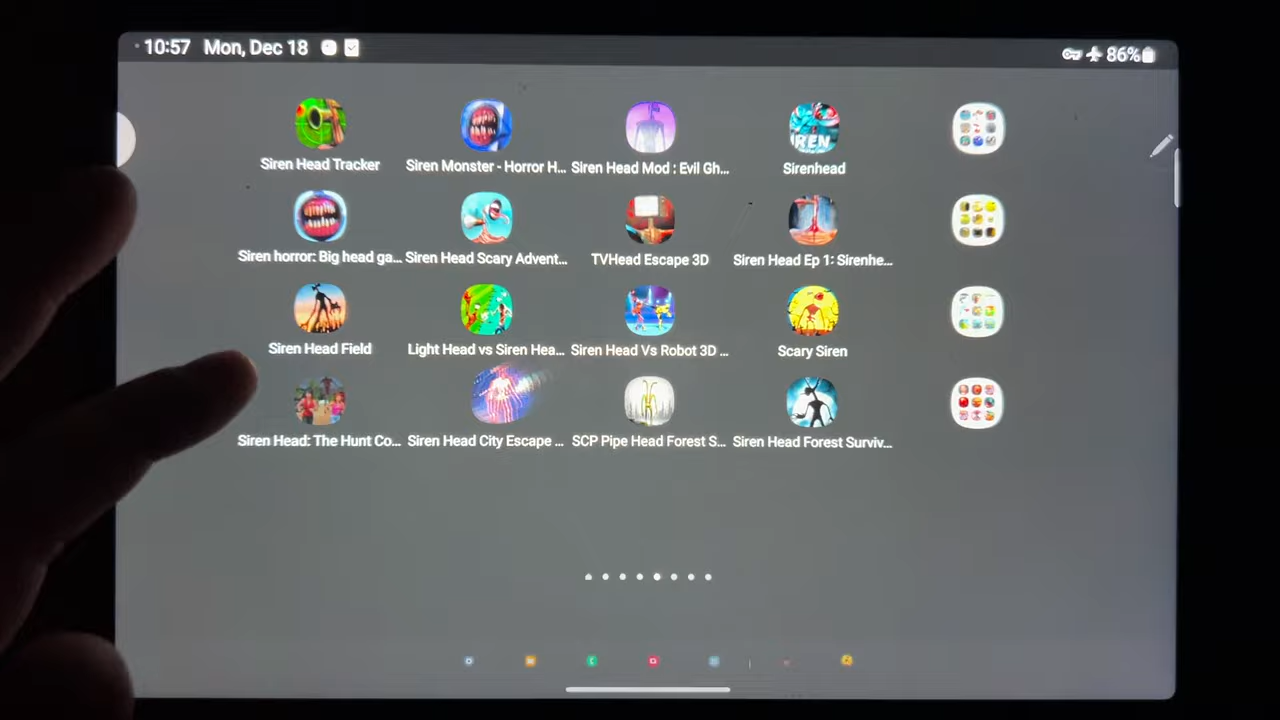 10:57 Mon, Dec 18
86%
Siren Head Tracker
Siren Monster - Horror H...
Siren Head Mod : Evil Gh...
Sirenhead
Siren horror: Big head ga...
Siren Head Scary Advent...
TVHead Escape 3D
Siren Head Ep 1: Sirenhe...
Siren Head Field
Light Head vs Siren Hea...
Siren Head Vs Robot 3D ...
Scary Siren
Siren Head: The Hunt Co...
Siren Head City Escape ...
SCP Pipe Head Forest S...
Siren Head Forest Surviv...